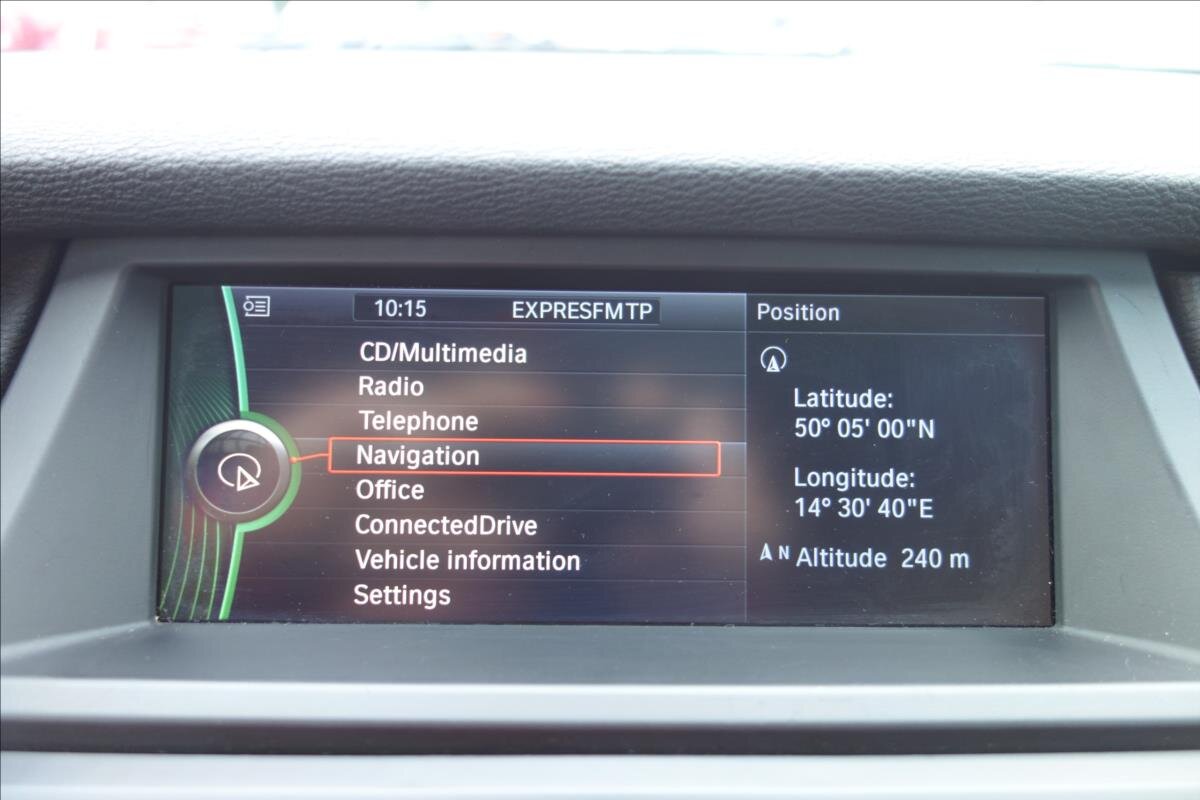 10:15 EXPRESFM TP
CD/Multimedia
Radio
Telephone
Navigation
Office
ConnectedDrive
Vehicle information
Settings
Position
Latitude:
50° 05' 00"N
Longitude:
14° 30' 40"E
N Altitude 240 m